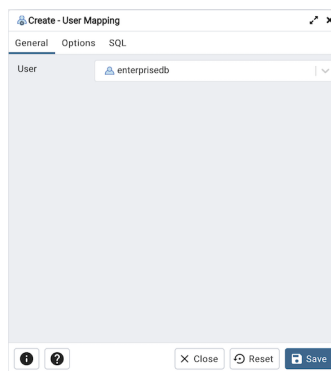 Create - User Mapping
General Options SQL
User enterprisedb
Close Reset Save